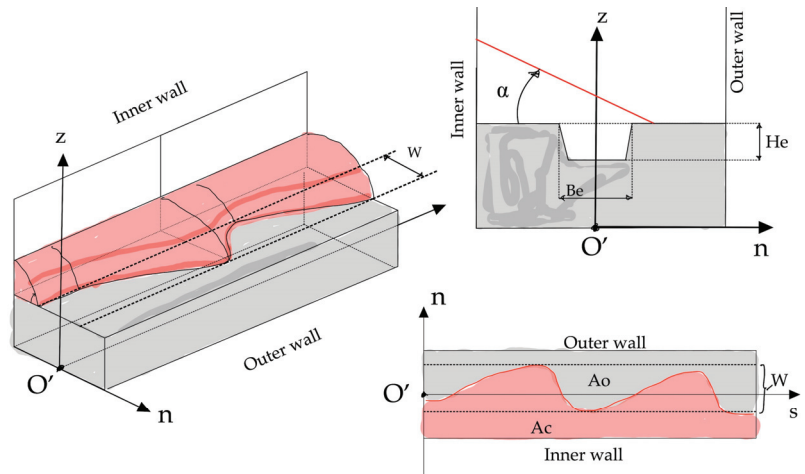 z
Inner wall
W
Outer wall
O'
n
z
Inner wall
Outer wall
α
He
Be
O'
n
n
Outer wall
Ao
W
O'
s
Ac
Inner wall